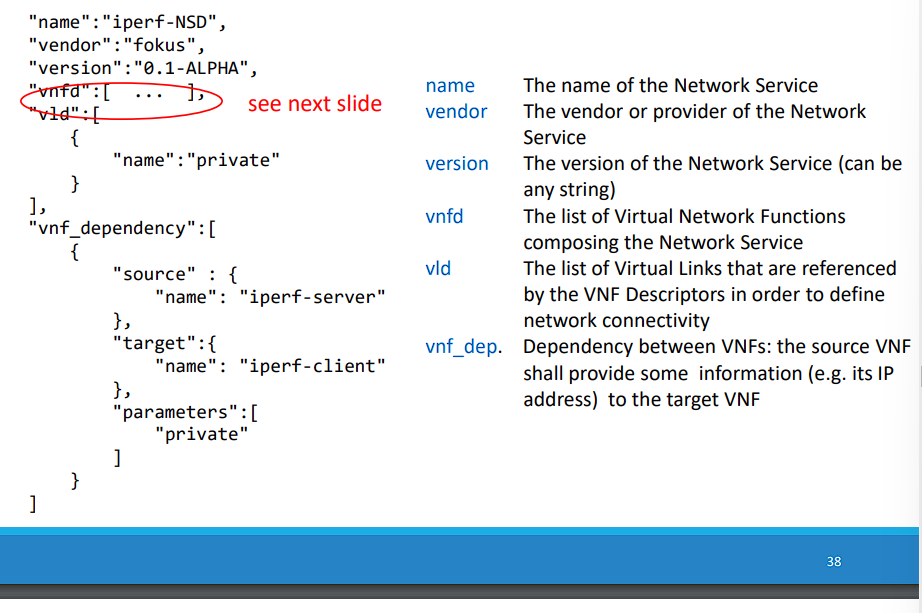 "name":"iperf-NSD",
"vendor":"fokus",
"version":"0.1-ALPHA",
"vnfd":[  ...  ],
see next slide
"vld":[
    {
        "name":"private"
    }
],
"vnf_dependency":[
    {
        "source" : {
            "name": "iperf-server"
        },
        "target":{
            "name": "iperf-client"
        },
        "parameters":[
            "private"
        ]
    }
]
name The name of the Network Service
vendor The vendor or provider of the Network
Service
version The version of the Network Service (can be
any string)
vnfd The list of Virtual Network Functions
composing the Network Service
vld The list of Virtual Links that are referenced
by the VNF Descriptors in order to define
network connectivity
vnf_dep. Dependency between VNFs: the source VNF
shall provide some information (e.g. its IP
address) to the target VNF
38